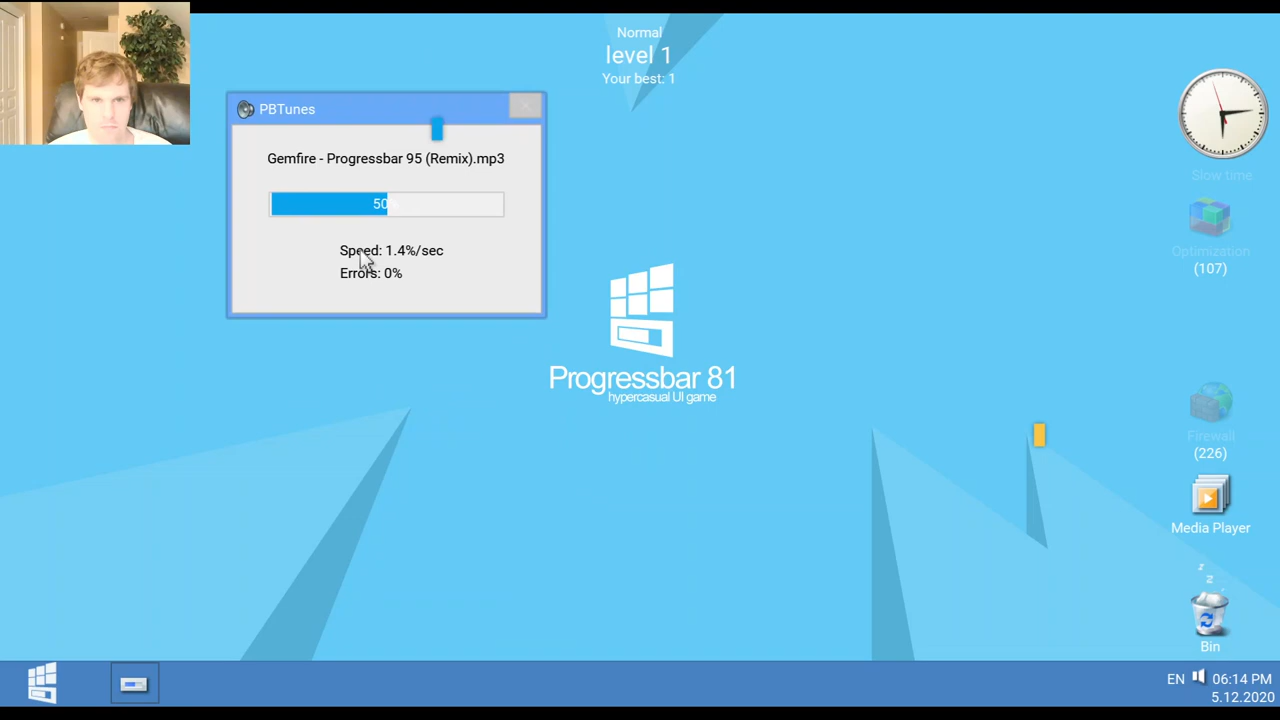 Normal
level 1
Your best: 1
PBTunes
Gemfire - Progressbar 95 (Remix).mp3
50%
Speed: 1.4%/sec
Errors: 0%
Progressbar 81
hypercasual UI game
Slow time
Optimization
(107)
Firewall
(226)
Media Player
z
z
Bin
EN 06:14 PM
5.12.2020